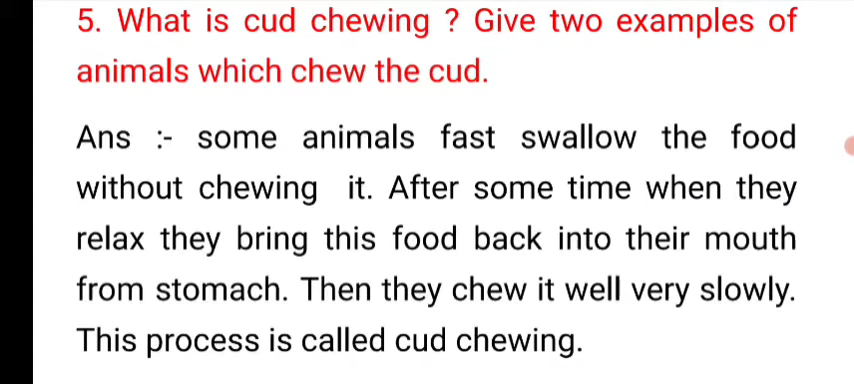 5. What is cud chewing ? Give two examples of
animals which chew the cud.
Ans :- some animals fast swallow the food
without chewing it. After some time when they
relax they bring this food back into their mouth
from stomach. Then they chew it well very slowly.
This process is called cud chewing.